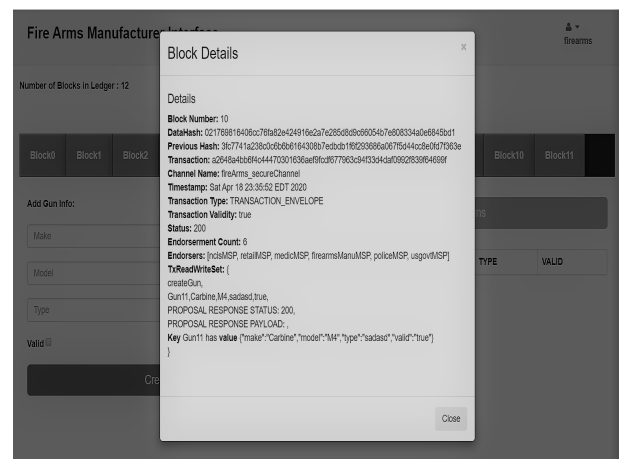 Fire Arms Manufacturer Interface
firearms
Number of Blocks in Ledger : 12
Block0 Block1 Block2 Block10 Block11
Add Gun Info:
Make
Model
Type
Valid
Cre
ns
TYPE VALID
Block Details
x
Details
Block Number: 10
DataHash: 021769816406cc76fa82e424916e2a7e285d8d9c66054b7e808334a0e6845bd1
Previous Hash: 3fc7741a238c0c6b6b6164308b7edbdb1f6f293686a067f5d44cc8e0fd7f363e
Transaction: a2648a4bb6f4c44470301636aef9fcdf677963c94f33d4daf0992f839f64699f
Channel Name: fireArms_secureChannel
Timestamp: Sat Apr 18 23:35:52 EDT 2020
Transaction Type: TRANSACTION_ENVELOPE
Transaction Validity: true
Status: 200
Endorserment Count: 6
Endorsers: [ncisMSP, retailMSP, medicMSP, firearmsManuMSP, policeMSP, usgovtMSP]
TxReadWriteSet: {
createGun,
Gun11,Carbine,M4,sadasd,true,
PROPOSAL RESPONSE STATUS: 200,
PROPOSAL RESPONSE PAYLOAD: ,
Key Gun11 has value {"make":"Carbine","model":"M4","type":"sadasd","valid":"true"}
}
Close